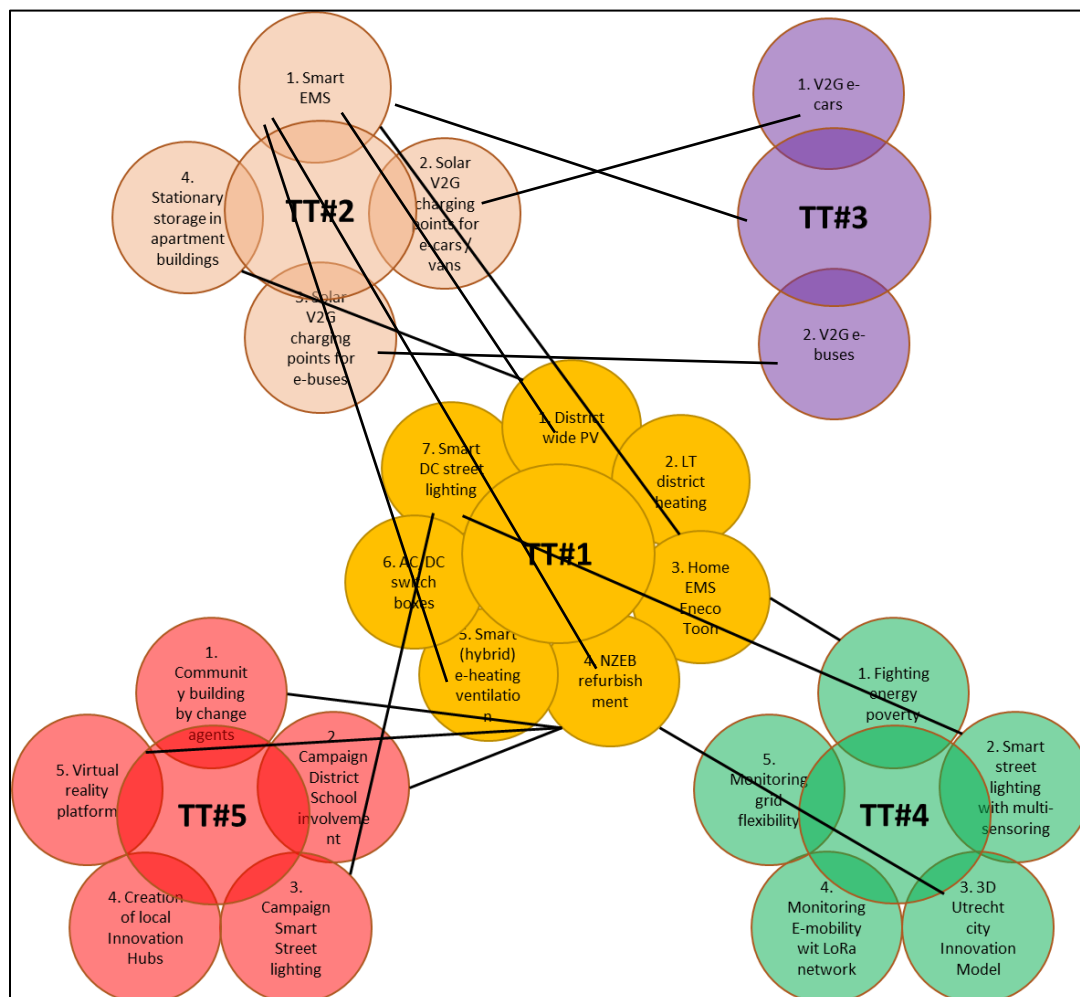 1. Smart
EMS
2. Solar
V2G
charging
points for
e-cars /
vans
TT#2
4.
Stationary
storage in
apartment
buildings
3. Solar
V2G
charging
points for
e-buses
1. V2G e-
cars
TT#3
2. V2G e-
buses
1. District
wide PV
2. LT
district
heating
3. Home
EMS
Eneco
Toon
4. NZEB
refurbish
ment
5. Smart
(hybrid)
e-heating
ventilatio
n
6. AC/DC
switch
boxes
7. Smart
DC street
lighting
TT#1
1.
Communi
ty building
by change
agents
2.
Campaign
District
School
involveme
nt
3.
Campaign
Smart
Street
lighting
4. Creation
of local
Innovation
Hubs
5. Virtual
reality
platform
TT#5
1. Fighting
energy
poverty
2. Smart
street
lighting
with multi-
sensoring
3. 3D
Utrecht
city
Innovation
Model
4.
Monitoring
E-mobility
wit LoRa
network
5.
Monitoring
grid
flexibility
TT#4